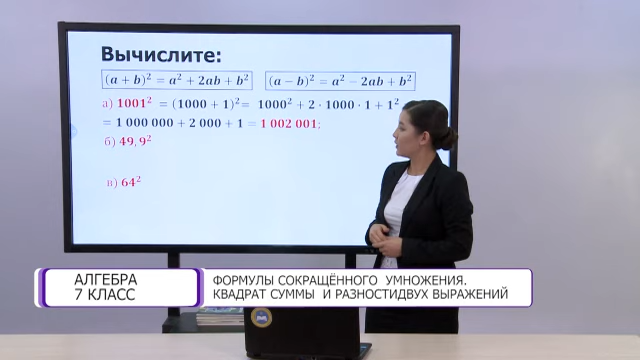 Вычислите:
(a + b)² = a² + 2ab + b² (a − b)² = a² − 2ab + b²
а) 1001² = (1000 + 1)² = 1000² + 2 · 1000 · 1 + 1²
= 1 000 000 + 2 000 + 1 = 1 002 001;
б) 49,9²
в) 64²
АЛГЕБРА
7 КЛАСС
ФОРМУЛЫ СОКРАЩЁННОГО УМНОЖЕНИЯ.
КВАДРАТ СУММЫ И РАЗНОСТИДВУХ ВЫРАЖЕНИЙ